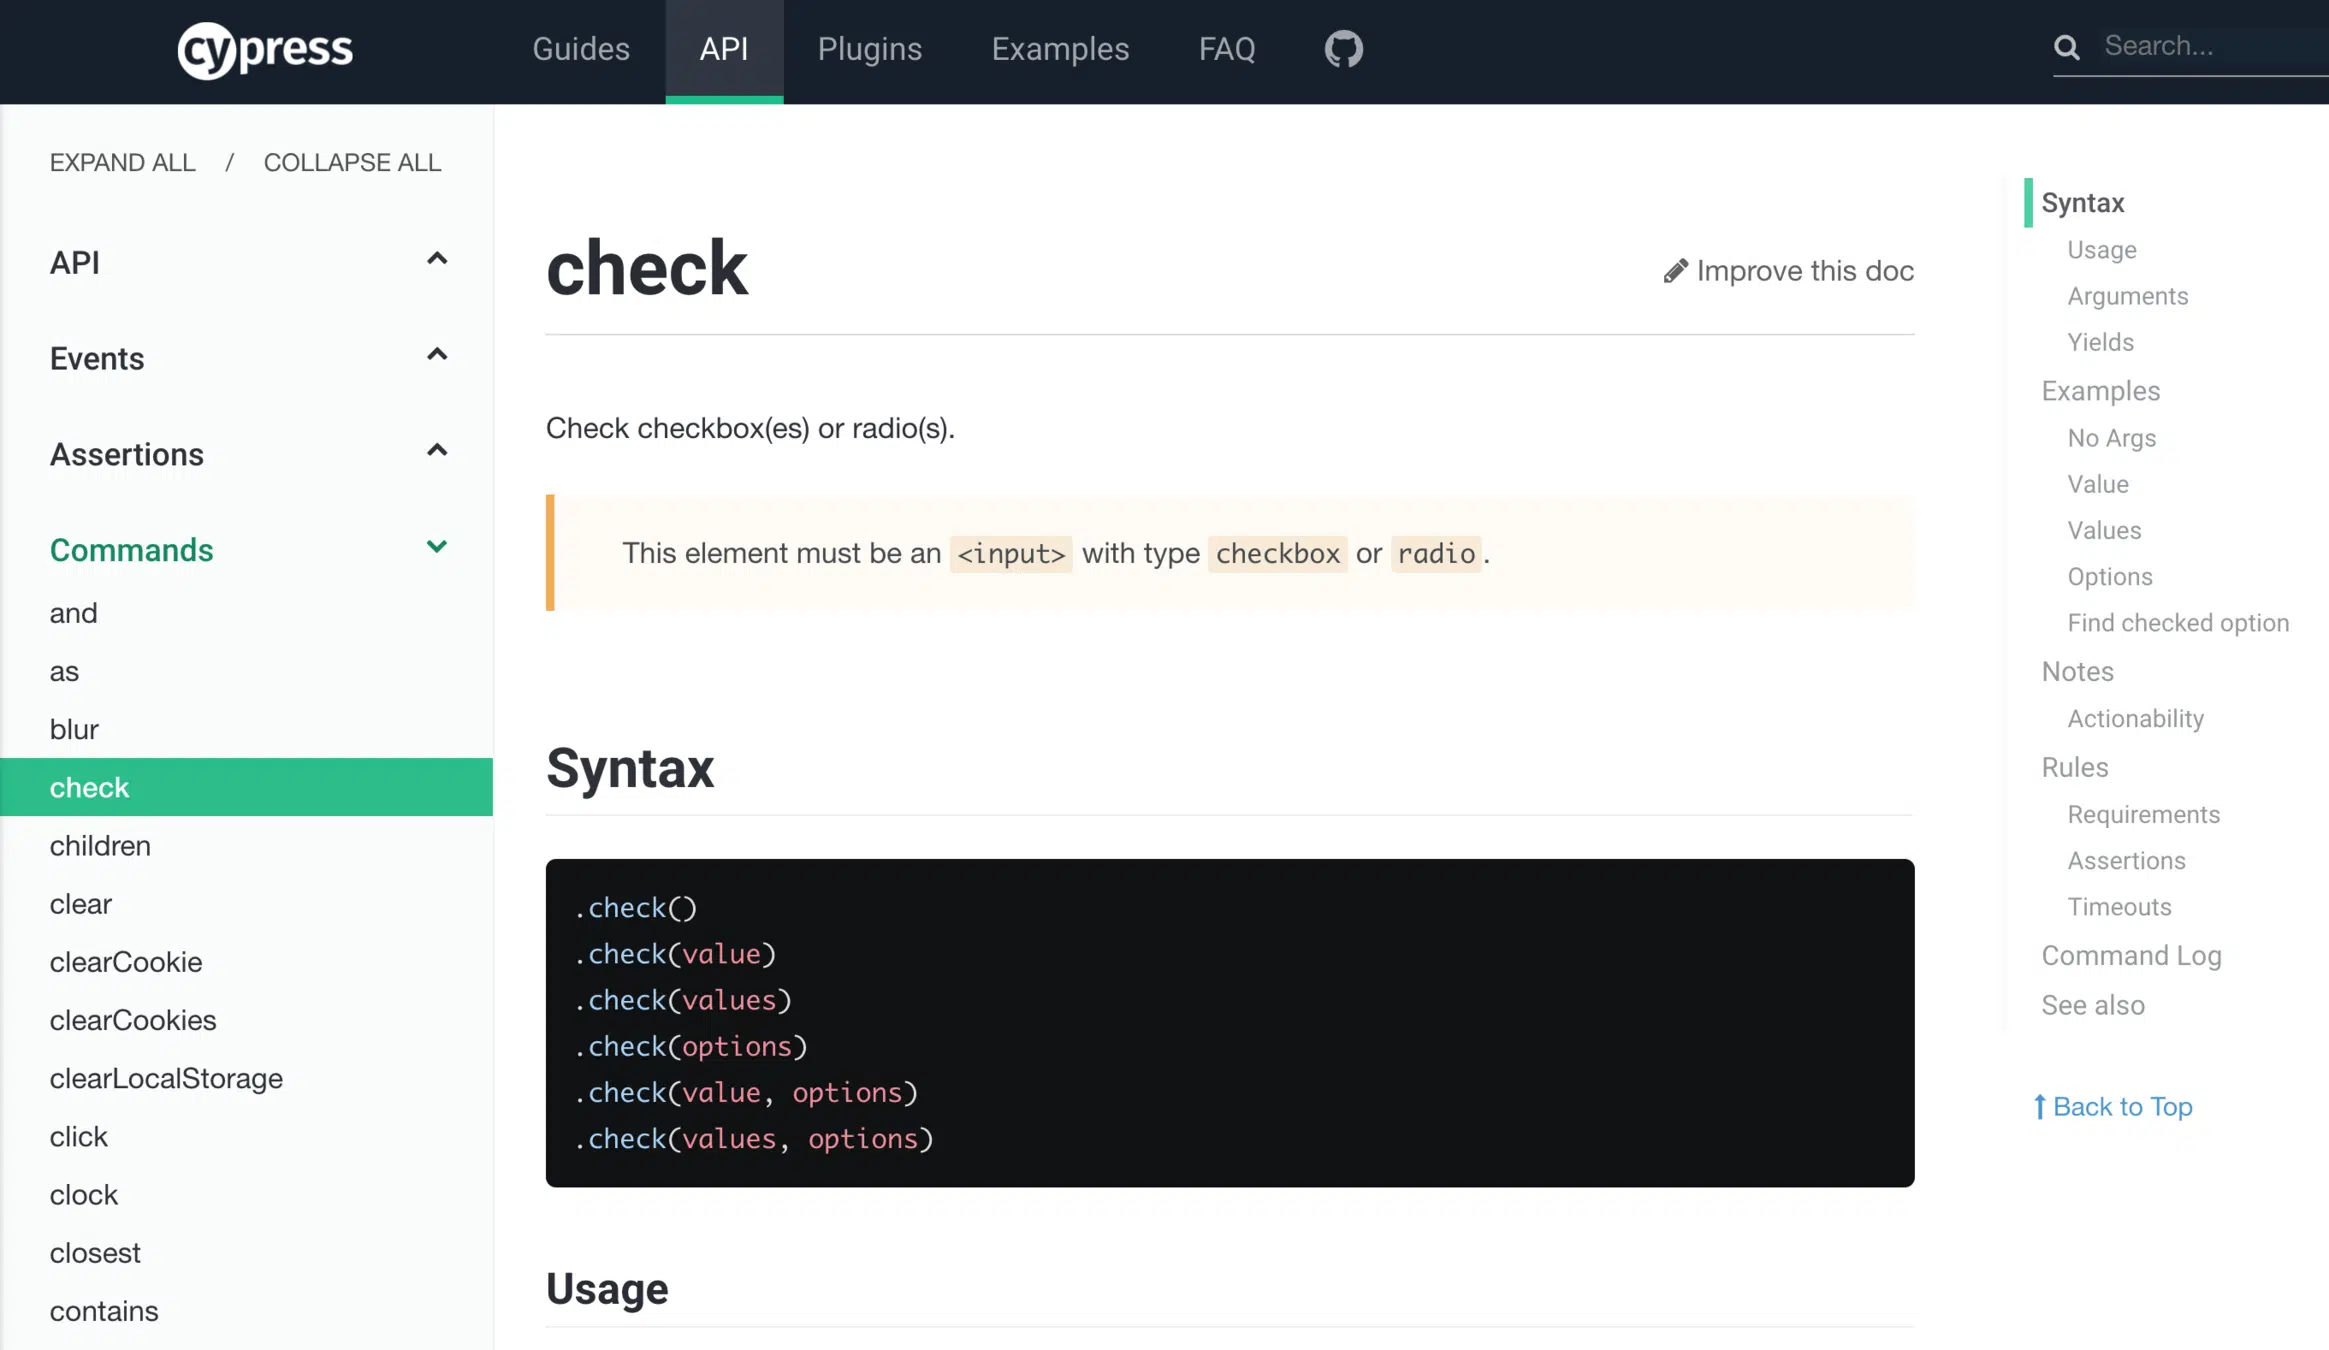 cypress
Guides
API
Plugins
Examples
FAQ
Search...
EXPAND ALL / COLLAPSE ALL
API
Events
Assertions
Commands
and
as
blur
check
children
clear
clearCookie
clearCookies
clearLocalStorage
click
clock
closest
contains
check
Improve this doc
Check checkbox(es) or radio(s).
This element must be an <input> with type checkbox or radio.
Syntax
.check()
.check(value)
.check(values)
.check(options)
.check(value, options)
.check(values, options)
Usage
Syntax
Usage
Arguments
Yields
Examples
No Args
Value
Values
Options
Find checked option
Notes
Actionability
Rules
Requirements
Assertions
Timeouts
Command Log
See also
Back to Top